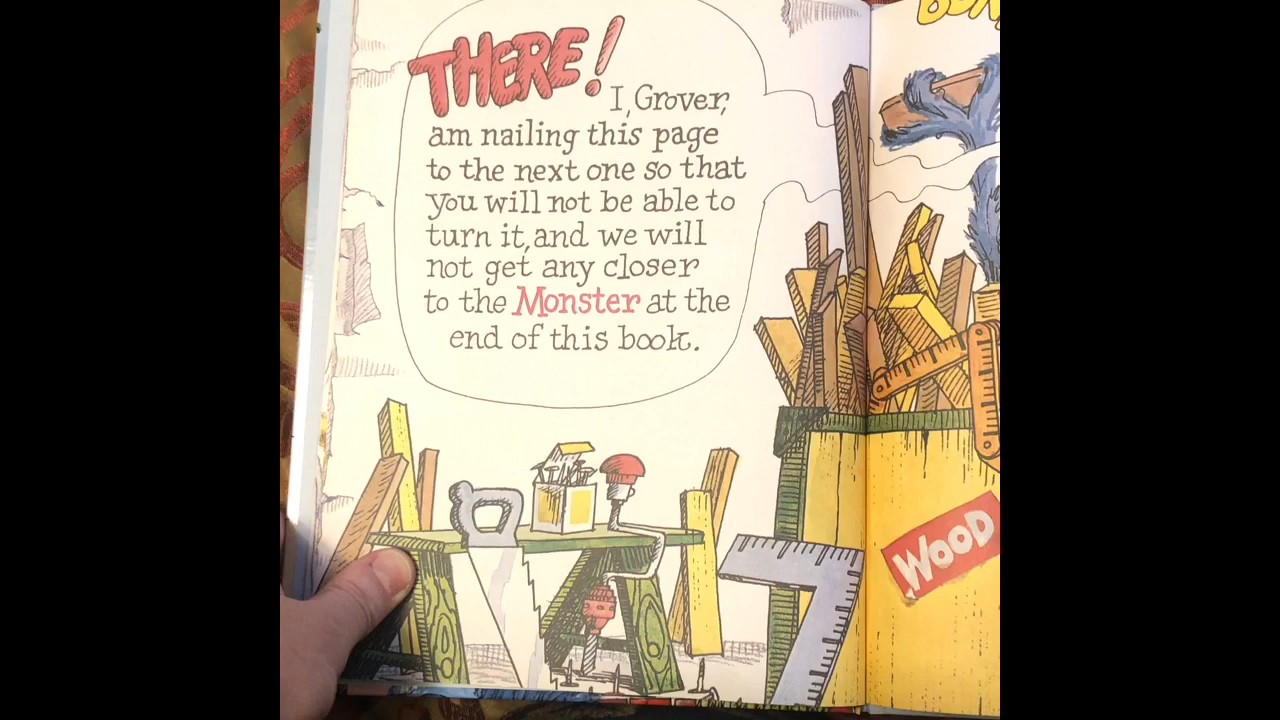 THERE!
I, Grover,
am nailing this page
to the next one so that
you will not be able to
turn it, and we will
not get any closer
to the Monster at the
end of this book.
WOOD